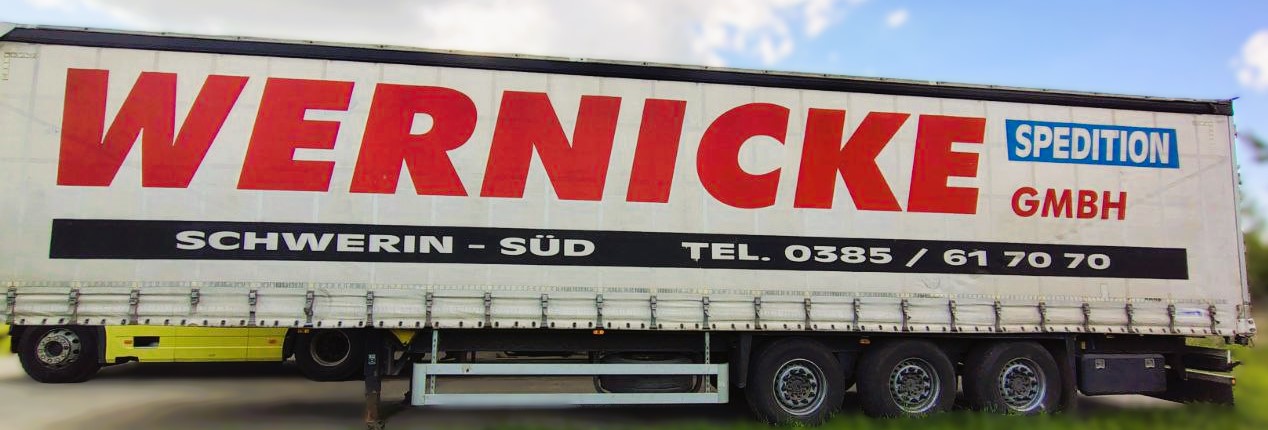 WERNICKE
SPEDITION
GMBH
SCHWERIN - SÜD TEL. 0385 / 61 70 70